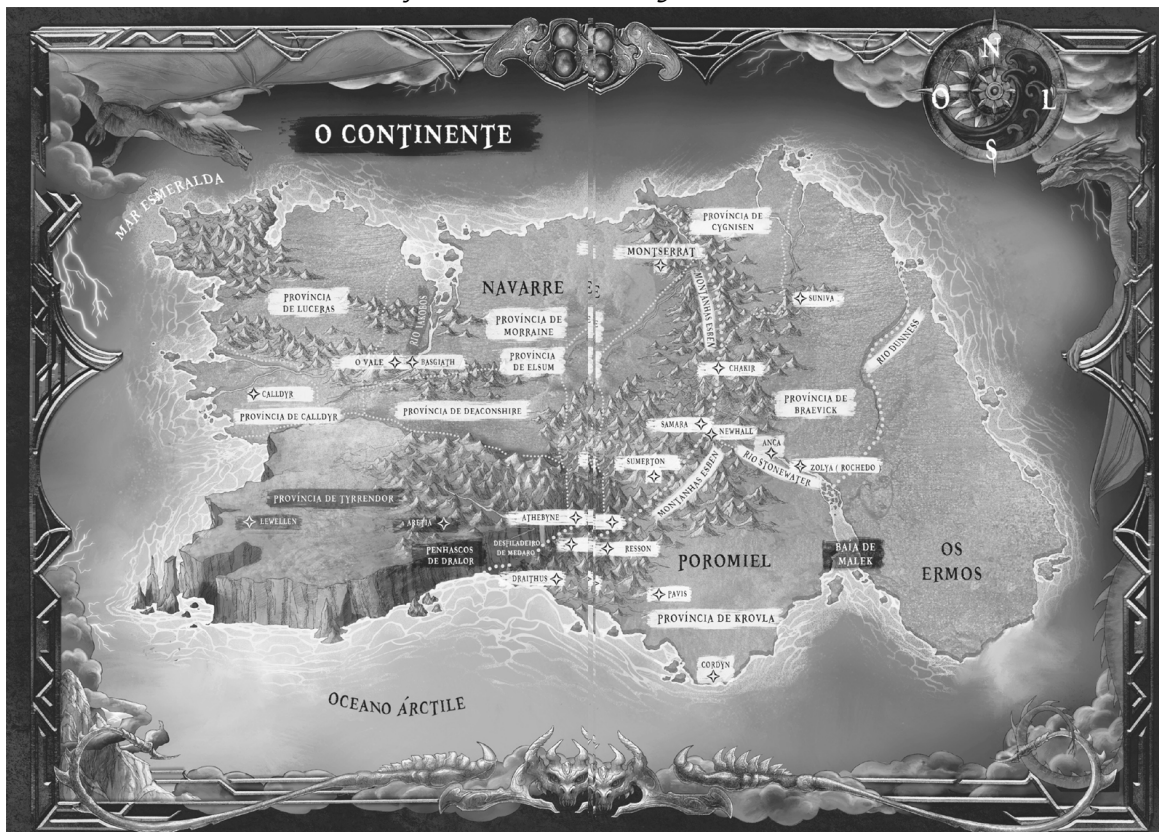 N
O
L
S
O CONTINENTE
MAR ESMERALDA
PROVÍNCIA DE
CYGNISEN
MONTSERRAT
NAVARRE
PROVÍNCIA
DE LUCERAS
MONTANHAS ESBEN
SUNIVA
PROVÍNCIA DE
MORRAINE
RIO DUNNESS
O VALE
BASGIATH
PROVÍNCIA
DE ELSUM
CHAKIR
CALLDYR
PROVÍNCIA DE CALLDYR
PROVÍNCIA DE DEACONSHIRE
PROVÍNCIA DE
BRAEVICK
SAMARA
NEWHALL
ANCA
SUMERTON
RIO STONEWATER
ZOLYA (ROCHEDO)
MONTANHAS ESBEN
PROVÍNCIA DE TYRRENDOR
LEWELLEN
ARETIA
ATHEBYNE
PENHASCOS
DE DRALOR
DESFILADEIRO
DE MEDARO
RESSON
POROMIEL
BAÍA DE
MALEK
OS
ERMOS
DRAITHUS
PAVIS
PROVÍNCIA DE KROVLA
CORDYN
OCEANO ÁRCTILE